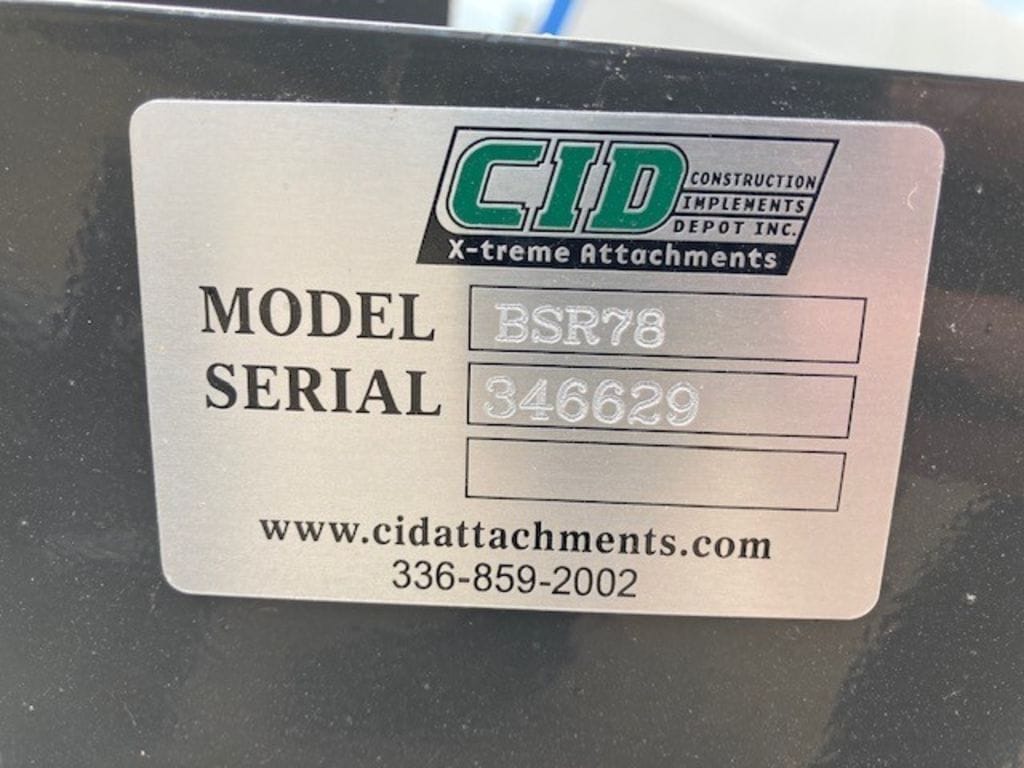 CID
CONSTRUCTION
IMPLEMENTS
DEPOT INC.
X-treme Attachments
MODEL BSR78
SERIAL 346629
www.cidattachments.com
336-859-2002